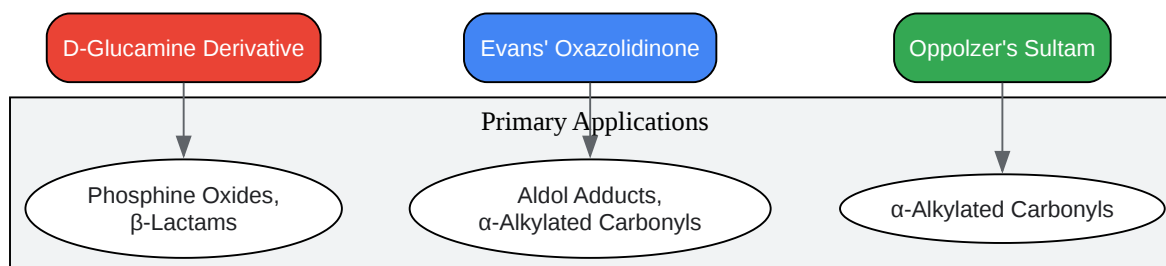 D-Glucamine Derivative
Evans' Oxazolidinone
Oppolzer's Sultam
Primary Applications
Phosphine Oxides,
β-Lactams
Aldol Adducts,
α-Alkylated Carbonyls
α-Alkylated Carbonyls